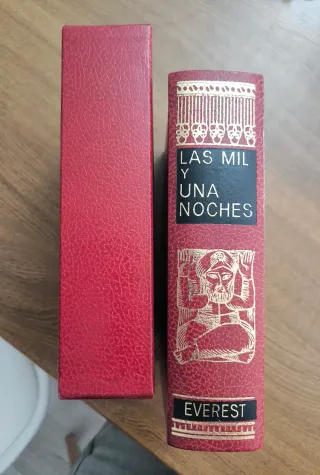 LAS MIL
Y
UNA
NOCHES
EVEREST